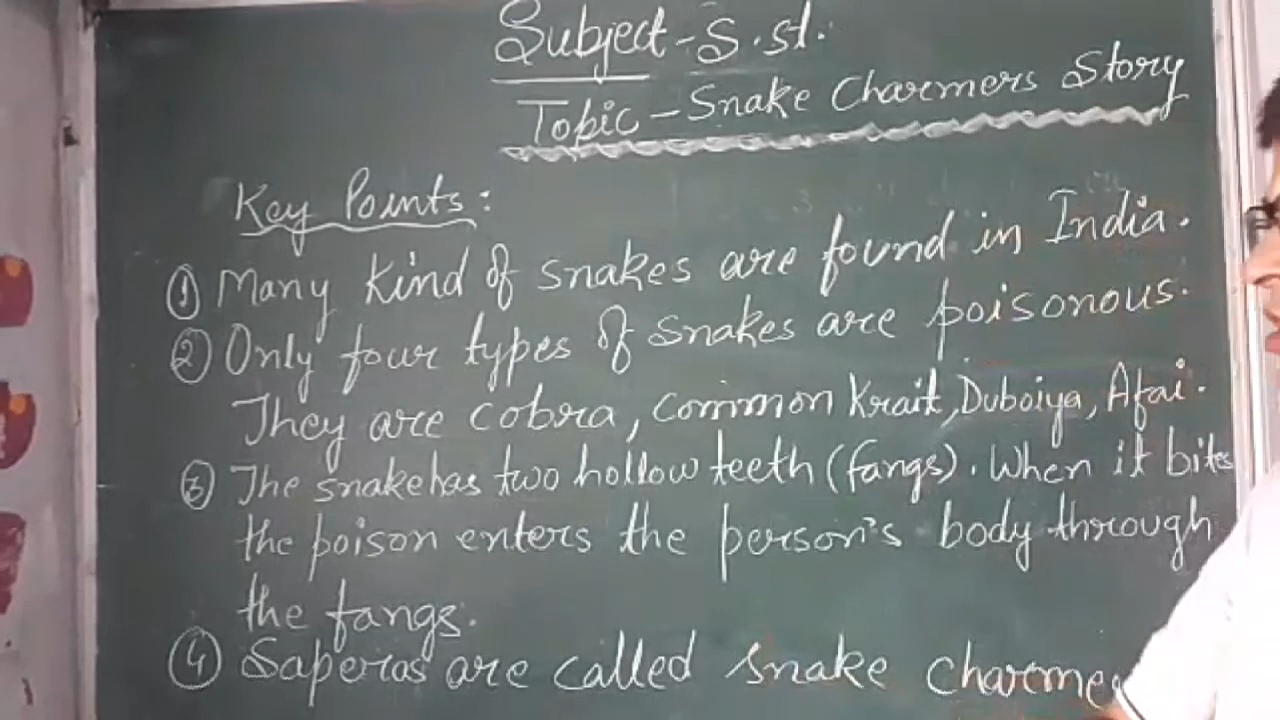 Subject - S.st.
Topic - Snake Charmers Story
Key Points:
① Many kind of snakes are found in India.
② Only four types of snakes are poisonous.
They are cobra, common Krait, Duboiya, Afai.
③ The snake has two hollow teeth (fangs). When it bites
the poison enters the person's body through
the fangs.
④ Saperas are called snake charme